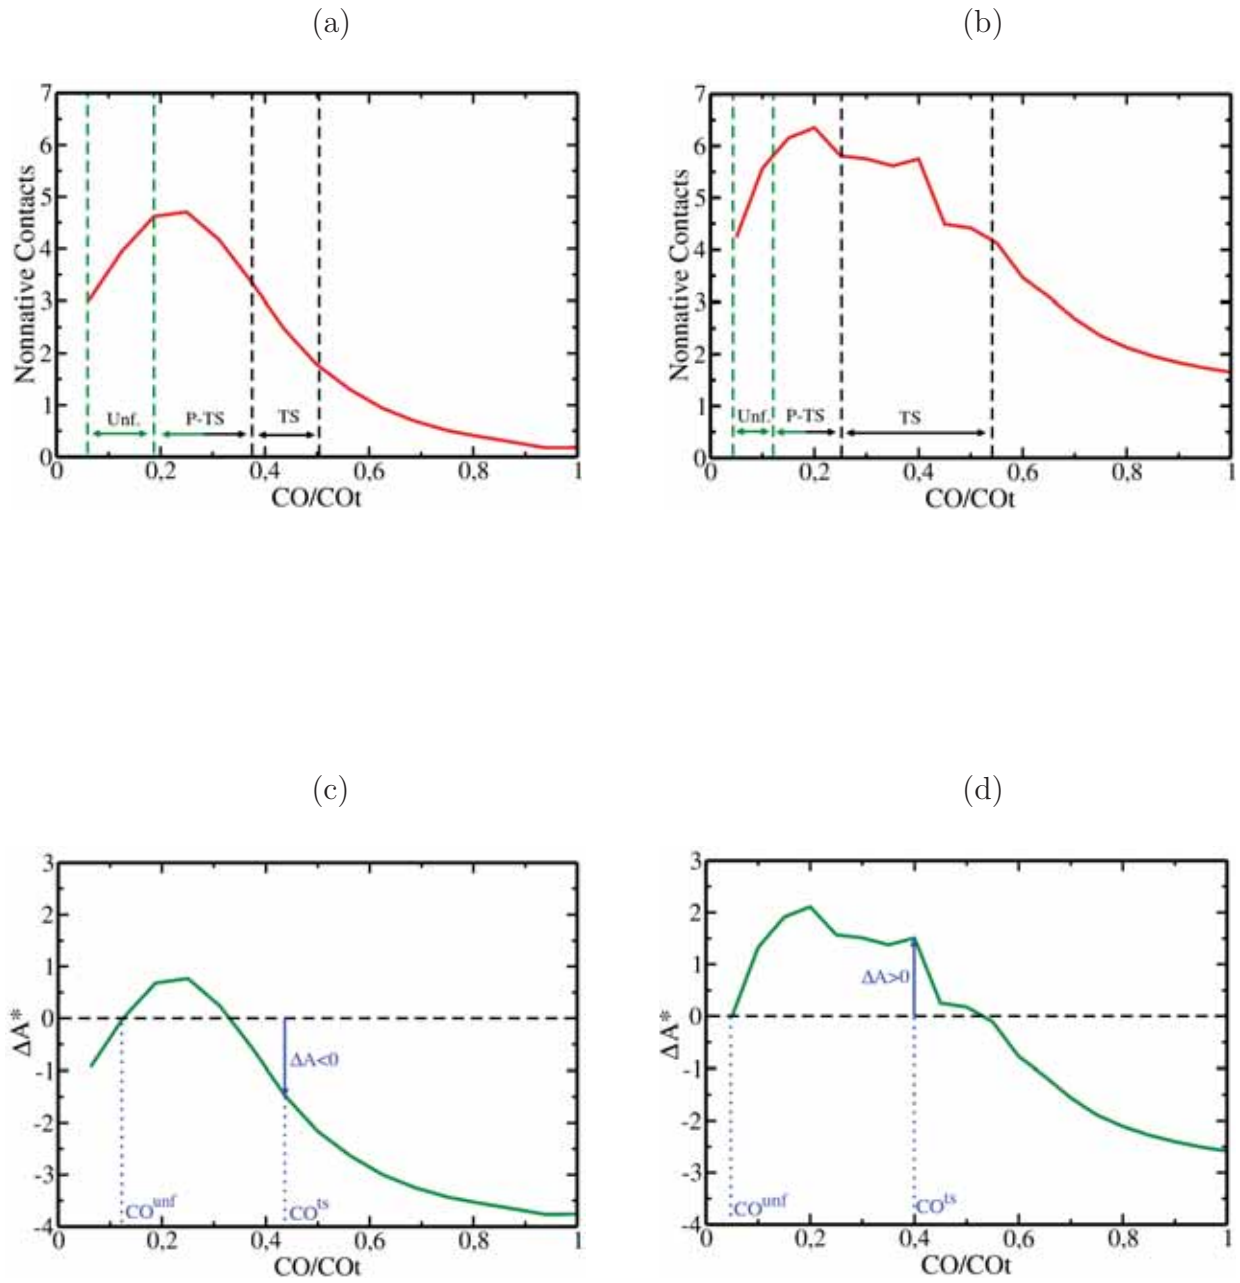 (a)
7
6
5
4
3
2
1
0
Nonnative Contacts
Unf.
P-TS
TS
0
0,2
0,4
0,6
0,8
1
CO/COt
(b)
7
6
5
4
3
2
1
0
Nonnative Contacts
Unf.
P-TS
TS
0
0,2
0,4
0,6
0,8
1
CO/COt
(c)
3
2
1
0
-1
-2
-3
-4
ΔA*
ΔA<0
CO^unf
CO^ts
0
0,2
0,4
0,6
0,8
1
CO/COt
(d)
3
2
1
0
-1
-2
-3
-4
ΔA*
ΔA>0
CO^unf
CO^ts
0
0,2
0,4
0,6
0,8
1
CO/COt